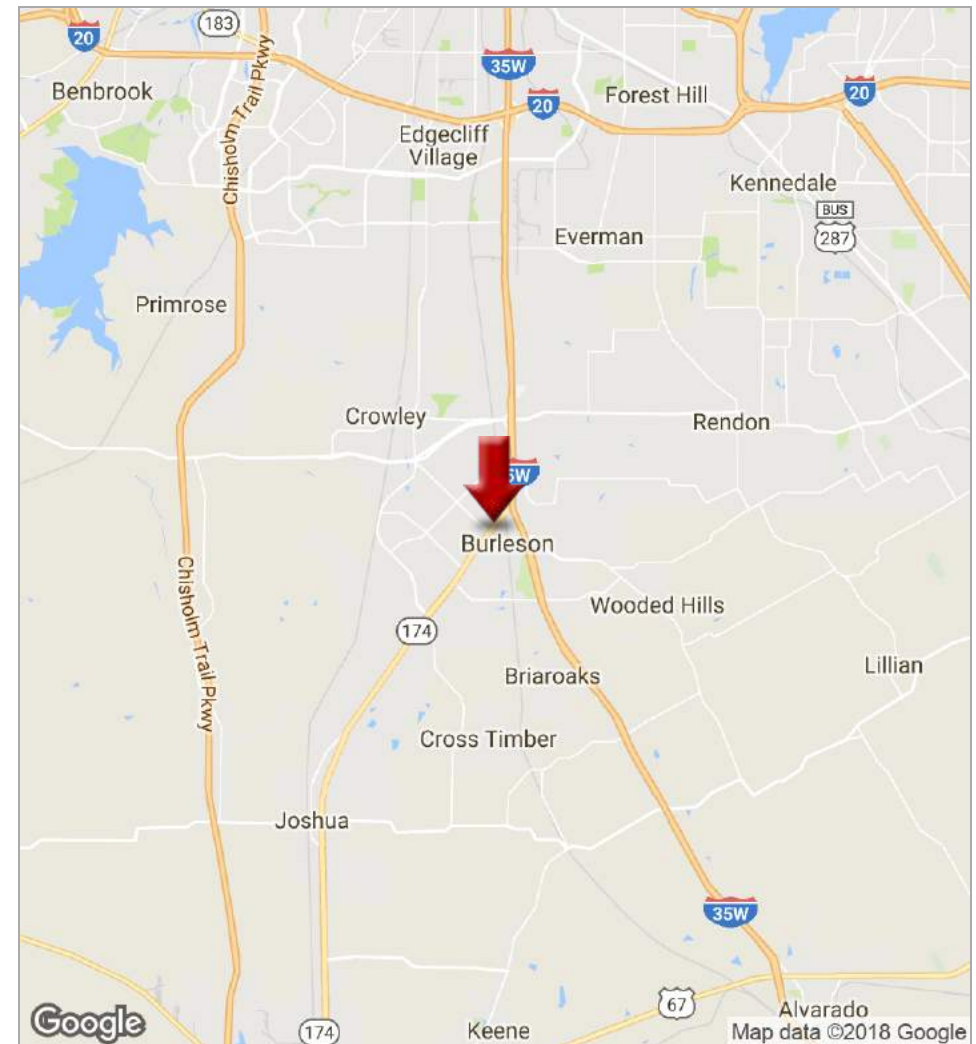 183
20
35W
Benbrook
20
Forest Hill
20
Chisholm Trail Pkwy
Edgecliff
Village
Kennedale
BUS
287
Everman
Primrose
Crowley
Rendon
5W
Burleson
Wooded Hills
174
Chisholm Trail Pkwy
Briaroaks
Lillian
Cross Timber
Joshua
35W
67
Alvarado
Google
174
Keene
Map data ©2018 Google